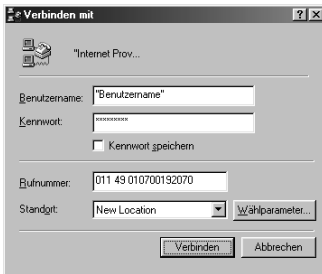 Verbinden mit
"Internet Prov...
Benutzername: "Benutzername"
Kennwort: xxxxxxxxx
Kennwort speichern
Rufnummer: 011 49 010700192070
Standort: New Location Wählparameter...
Verbinden Abbrechen